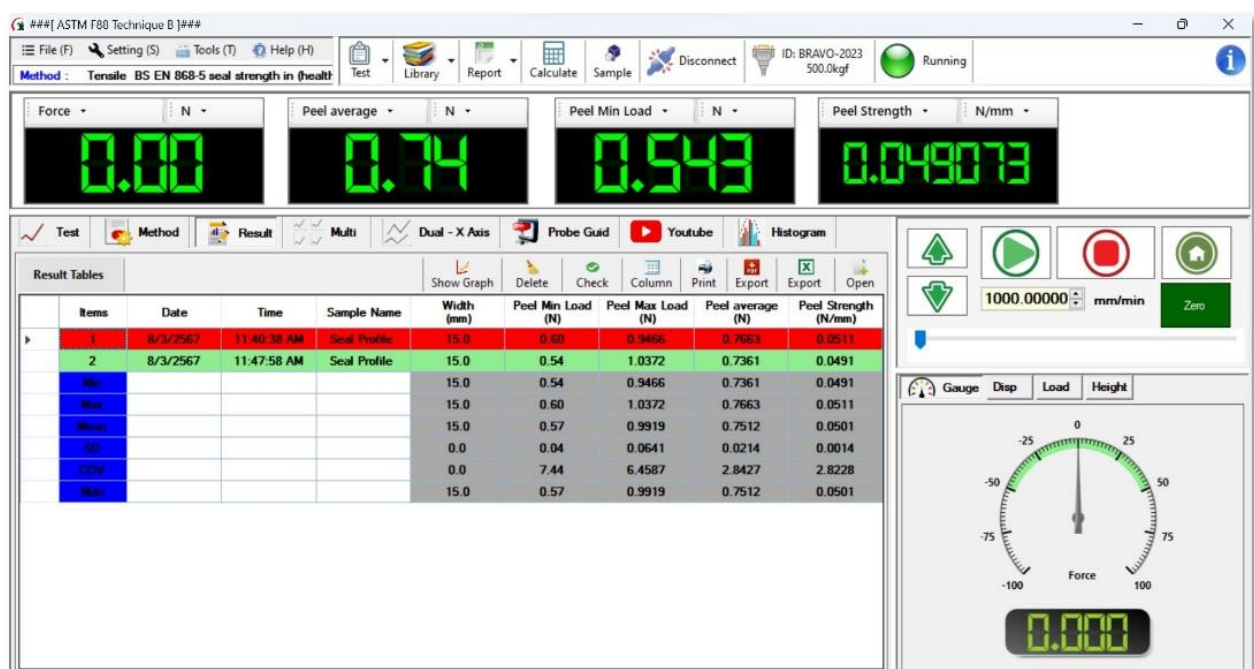 ###[ ASTM F88 Technique B ]###
File (F) Setting (S) Tools (T) Help (H)
Method : Tensile BS EN 868-5 seal strength in (health
Test Library Report Calculate Sample Disconnect ID: BRAVO-2023 500.0kgf Running
Force N Peel average N Peel Min Load N Peel Strength N/mm
0.00 0.74 0.543 0.049073
Test Method Result Multi Dual - X Axis Probe Guid Youtube Histogram
Result Tables Show Graph Delete Check Column Print Export Export Open
Items Date Time Sample Name Width (mm) Peel Min Load (N) Peel Max Load (N) Peel average (N) Peel Strength (N/mm)
1 8/3/2567 11:40:38 AM Seal Profile 15.0 0.60 0.9466 0.7663 0.0511
2 8/3/2567 11:47:58 AM Seal Profile 15.0 0.54 1.0372 0.7361 0.0491
Min 15.0 0.54 0.9466 0.7361 0.0491
Max 15.0 0.60 1.0372 0.7663 0.0511
Mean 15.0 0.57 0.9919 0.7512 0.0501
SD 0.0 0.04 0.0641 0.0214 0.0014
COV 0.0 7.44 6.4587 2.8427 2.8228
Mdn 15.0 0.57 0.9919 0.7512 0.0501
1000.00000 mm/min Zero
Gauge Disp Load Height
0
-25 25
-50 50
-75 75
-100 Force 100
0.000